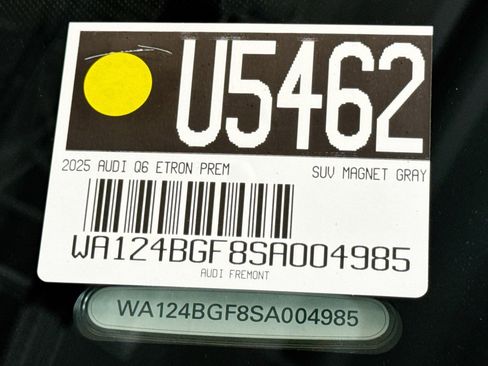 U5462
2025 AUDI Q6 ETRON PREM SUV MAGNET GRAY
WA124BGF8SA004985
AUDI FREMONT
WA124BGF8SA004985